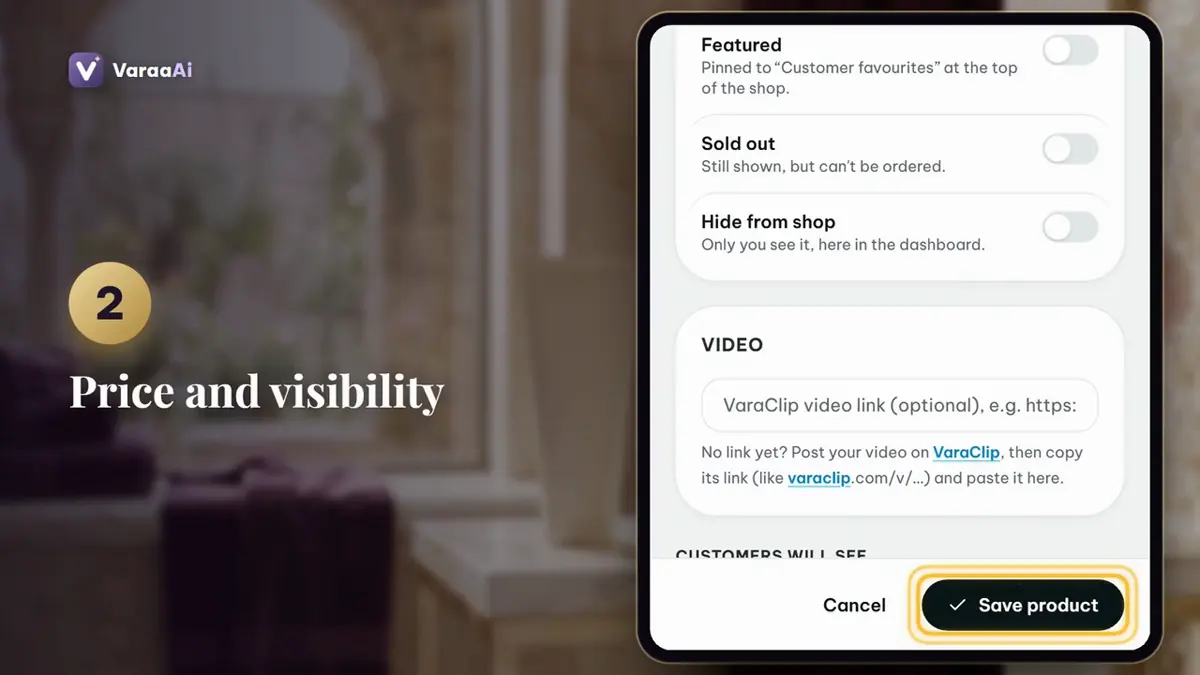 VaraaAi
2
Price and visibility
Featured
Pinned to “Customer favourites” at the top
of the shop.
Sold out
Still shown, but can't be ordered.
Hide from shop
Only you see it, here in the dashboard.
VIDEO
VaraClip video link (optional), e.g. https:
No link yet? Post your video on VaraClip, then copy
its link (like varaclip.com/v/...) and paste it here.
CUSTOMERS WILL SEE
Cancel
Save product